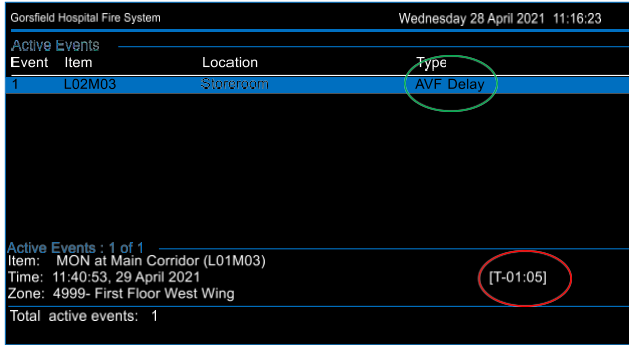 Gorsfield Hospital Fire System Wednesday 28 April 2021 11:16:23
Active Events
Event Item Location Type
1 L02M03 Storeroom AVF Delay
Active Events : 1 of 1
Item: MON at Main Corridor (L01M03)
Time: 11:40:53, 29 April 2021 [T-01:05]
Zone: 4999- First Floor West Wing
Total active events: 1